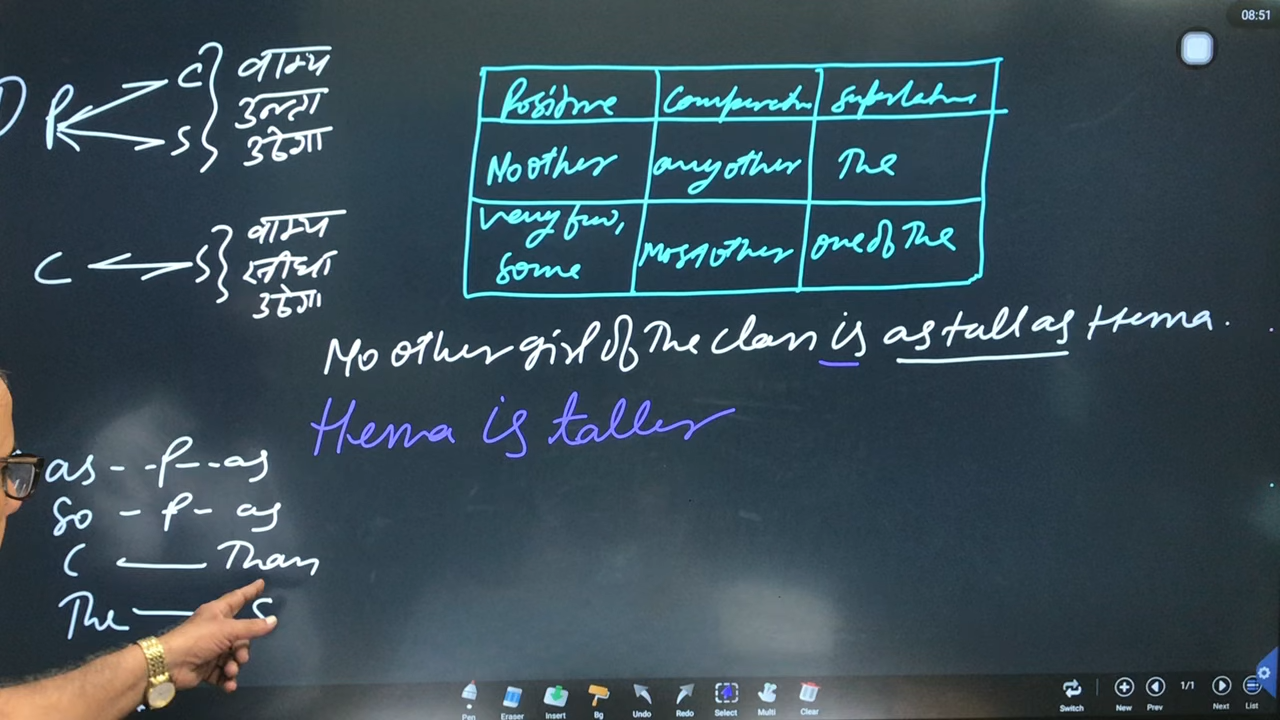 08:51
P C } वाक्य
S उल्टा
उठेगा
C S } वाक्य
सीधा
उठेगा
Positive Comparative Superlative
No other any other The
Very few, some Most other one of the
No other girl of the class is as tall as Hema.
Hema is taller
as - - P - - as
So - P - as
C Than
The S
Pen Eraser Insert Bg Undo Redo Select Multi Clear Switch New Prev 1/1 Next List